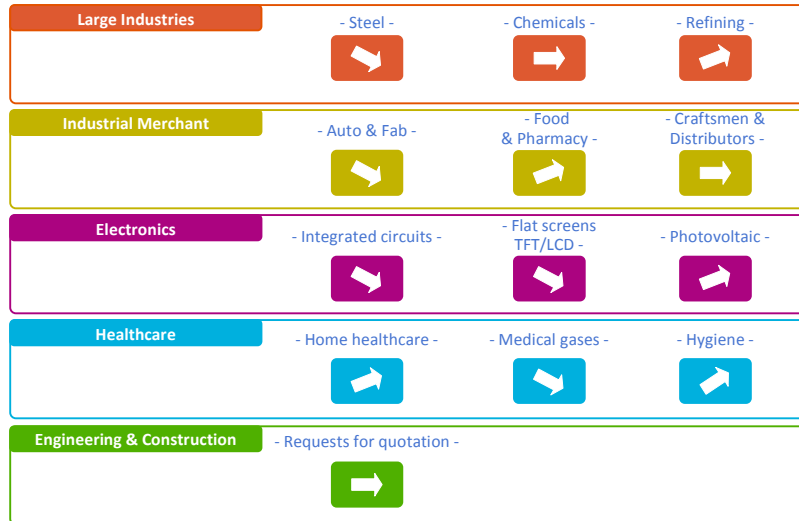 Large Industries
- Steel -
- Chemicals -
- Refining -
Industrial Merchant
- Auto & Fab -
- Food
& Pharmacy -
- Craftsmen &
Distributors -
Electronics
- Integrated circuits -
- Flat screens
TFT/LCD -
- Photovoltaic -
Healthcare
- Home healthcare -
- Medical gases -
- Hygiene -
Engineering & Construction
- Requests for quotation -